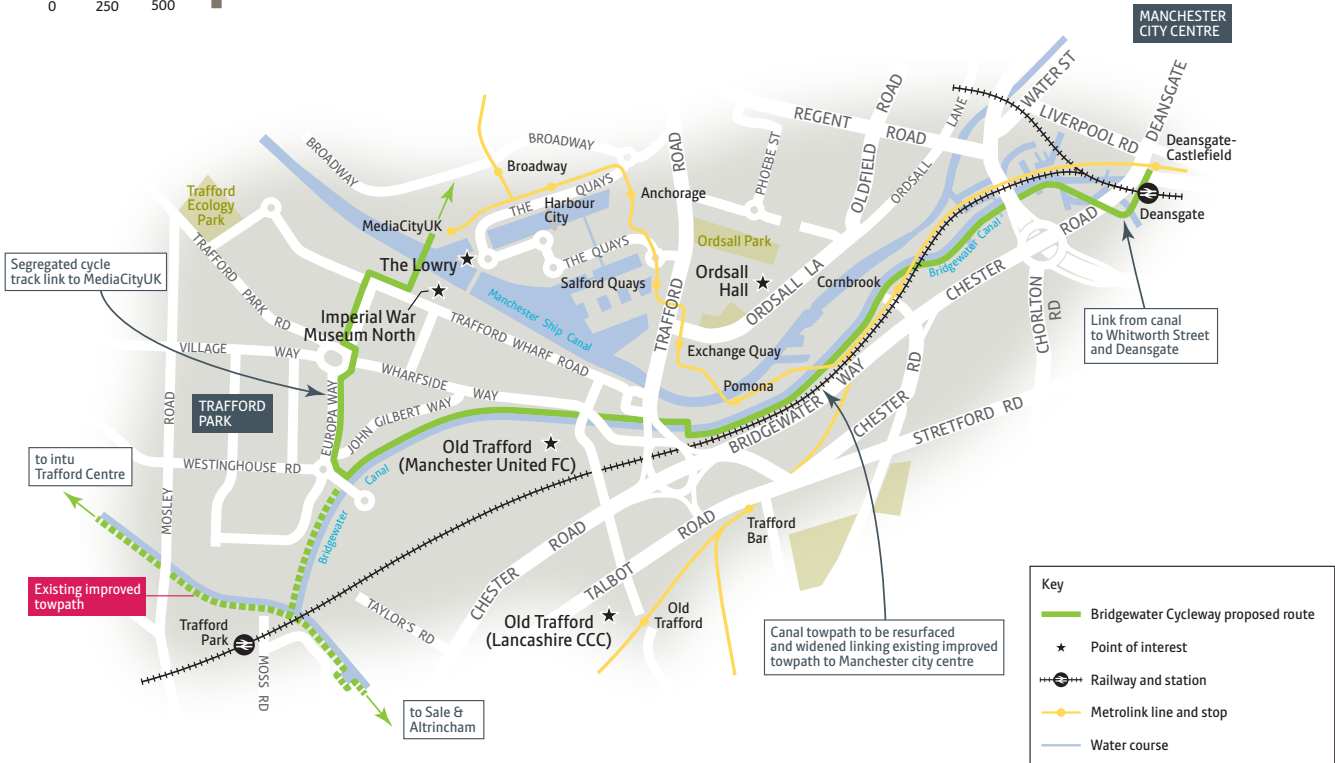 0 250 500
MANCHESTER
CITY CENTRE
WATER ST
LIVERPOOL RD
DEANSGATE
Deansgate-
Castlefield
Deansgate
REGENT ROAD
OLDFIELD ROAD
ORDSALL LANE
PHOEBE ST
ROAD
BROADWAY
BROADWAY
Broadway
THE QUAYS
Harbour
City
Anchorage
MediaCityUK
THE QUAYS
The Lowry
Salford Quays
Ordsall Park
Ordsall
Hall
ORDSALL LA
Cornbrook
Bridgewater Canal
CHESTER ROAD
CHORLTON
RD
Link from canal
to Whitworth Street
and Deansgate
Trafford
Ecology
Park
TRAFFORD PARK RD
Segregated cycle
track link to MediaCityUK
Imperial War
Museum North
Manchester Ship Canal
TRAFFORD WHARF ROAD
TRAFFORD
Exchange Quay
Pomona
VILLAGE WAY
WHARFSIDE WAY
TRAFFORD
PARK
EUROPA WAY
JOHN GILBERT WAY
BRIDGEWATER WAY
CHESTER RD
STRETFORD RD
Old Trafford
(Manchester United FC)
WESTINGHOUSE RD
Bridgewater Canal
to intu
Trafford Centre
MOSLEY ROAD
Existing improved
towpath
Trafford
Park
MOSS RD
TAYLOR'S RD
CHESTER ROAD
TALBOT ROAD
Trafford
Bar
Old
Trafford
Old Trafford
(Lancashire CCC)
to Sale &
Altrincham
Canal towpath to be resurfaced
and widened linking existing improved
towpath to Manchester city centre
Key
Bridgewater Cycleway proposed route
Point of interest
Railway and station
Metrolink line and stop
Water course